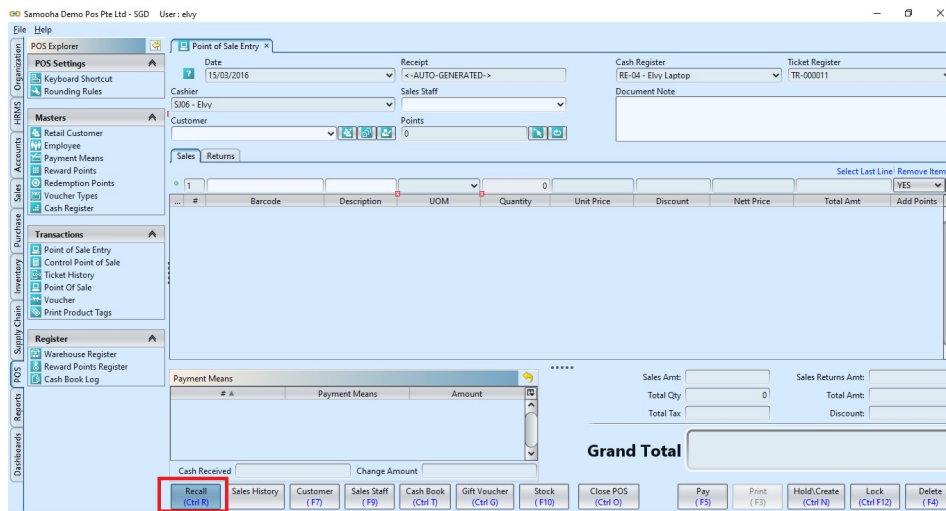 Samooha Demo Pos Pte Ltd - SGD User : elvy
File Help
Organization
HRMS
Accounts
Sales
Purchase
Inventory
Supply Chain
POS
Reports
Dashboards
POS Explorer
POS Settings
Keyboard Shortcut
Rounding Rules
Masters
Retail Customer
Employee
Payment Means
Reward Points
Redemption Points
Voucher Types
Cash Register
Transactions
Point of Sale Entry
Control Point of Sale
Ticket History
Point Of Sale
Voucher
Print Product Tags
Register
Warehouse Register
Reward Points Register
Cash Book Log
Point of Sale Entry ×
Date Receipt Cash Register Ticket Register
15/03/2016 <-AUTO-GENERATED-> RE-04 - Elvy Laptop TR-000011
Cashier Sales Staff Document Note
SJ06 - Elvy
Customer Points
0
Sales Returns
Select Last Line Remove Item
1 0 YES
... # Barcode Description UOM Quantity Unit Price Discount Nett Price Total Amt Add Points
Payment Means
# Payment Means Amount
Cash Received Change Amount
Sales Amt: Sales Returns Amt:
Total Qty 0 Total Amt:
Total Tax Discount:
Grand Total
Recall Sales History Customer Sales Staff Cash Book Gift Voucher Stock Close POS Pay Print Hold\Create Lock Delete
(Ctrl R) ( F7) ( F9) (Ctrl T) (Ctrl G) ( F10) (Ctrl O) ( F5) ( F3) (Ctrl N) (Ctrl F12) ( F4)